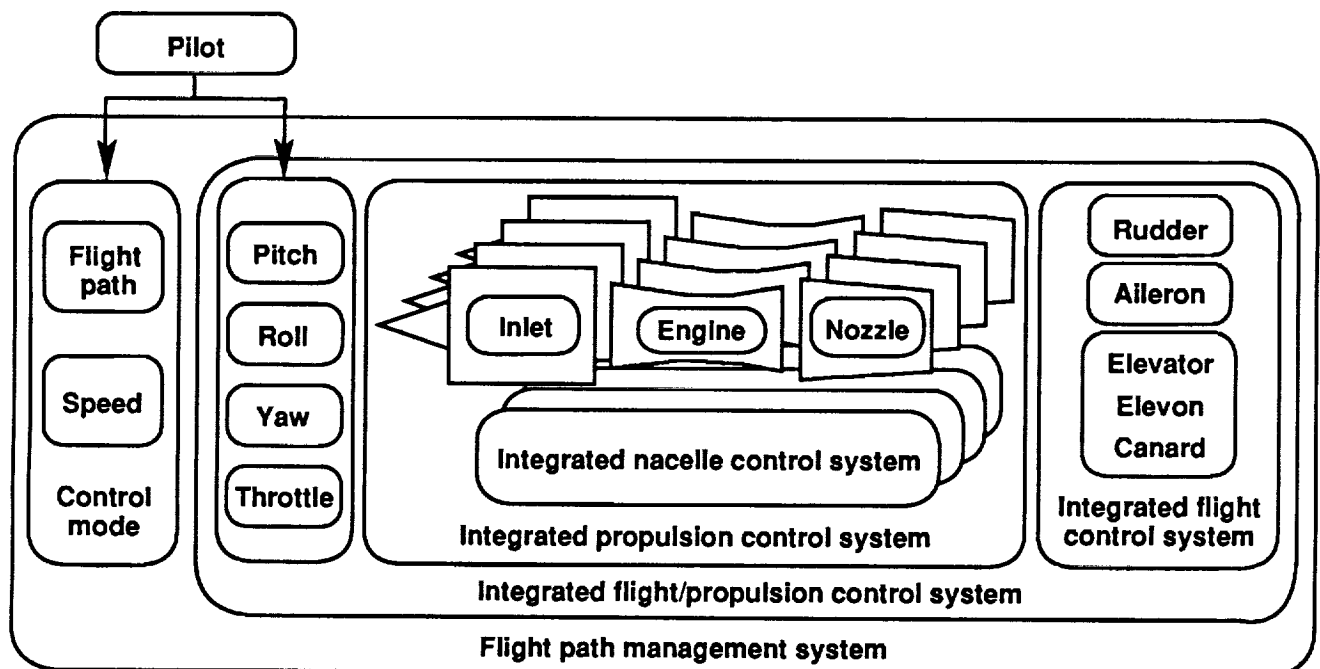 Pilot
Flight
path
Speed
Control
mode
Pitch
Roll
Yaw
Throttle
Inlet
Engine
Nozzle
Integrated nacelle control system
Integrated propulsion control system
Rudder
Aileron
Elevator
Elevon
Canard
Integrated flight
control system
Integrated flight/propulsion control system
Flight path management system